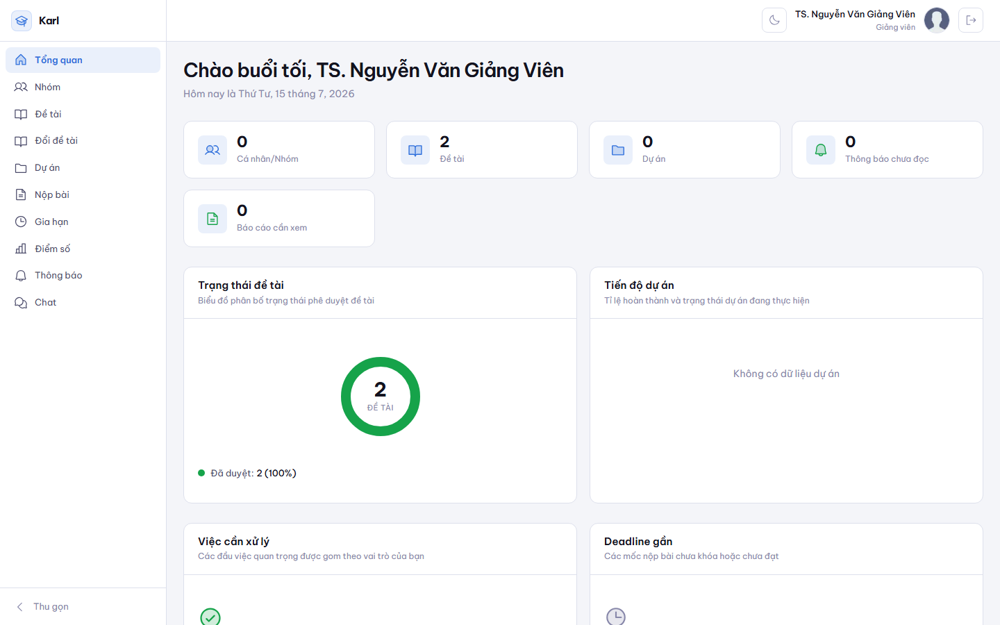 Karl
TS. Nguyễn Văn Giảng Viên
Giảng viên
Tổng quan
Nhóm
Đề tài
Đổi đề tài
Dự án
Nộp bài
Gia hạn
Điểm số
Thông báo
Chat
Thu gọn
Chào buổi tối, TS. Nguyễn Văn Giảng Viên
Hôm nay là Thứ Tư, 15 tháng 7, 2026
0
Cá nhân/Nhóm
2
Đề tài
0
Dự án
0
Thông báo chưa đọc
0
Báo cáo cần xem
Trạng thái đề tài
Biểu đồ phân bố trạng thái phê duyệt đề tài
2
ĐỀ TÀI
Đã duyệt: 2 (100%)
Tiến độ dự án
Tỉ lệ hoàn thành và trạng thái dự án đang thực hiện
Không có dữ liệu dự án
Việc cần xử lý
Các đầu việc quan trọng được gom theo vai trò của bạn
Deadline gần
Các mốc nộp bài chưa khóa hoặc chưa đạt